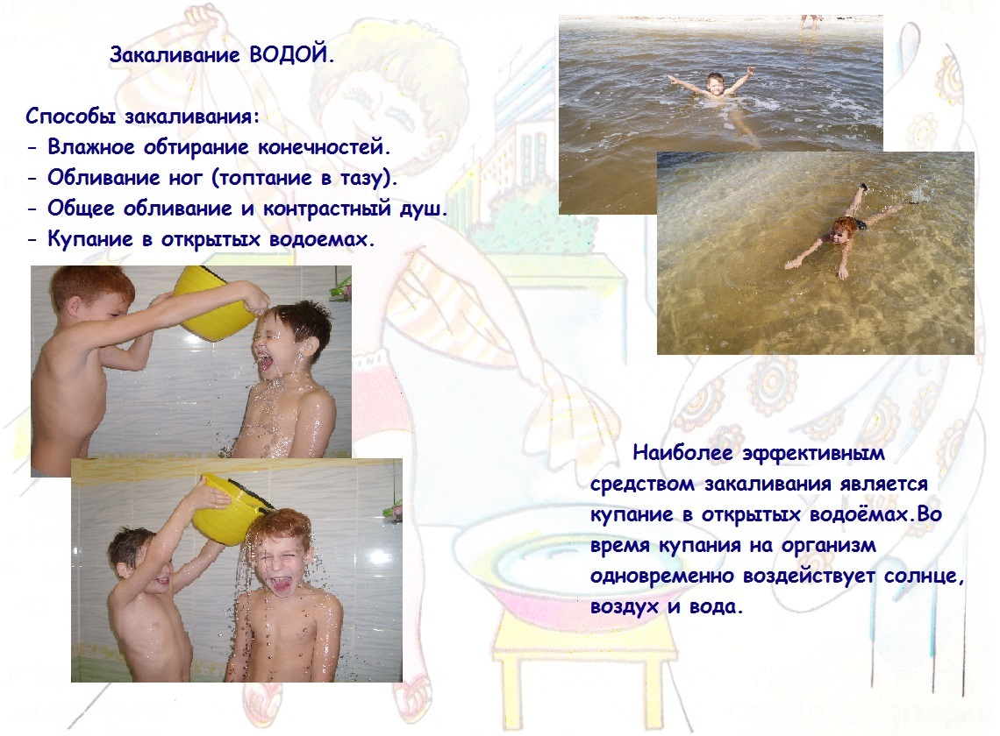 Закаливание ВОДОЙ.
Способы закаливания:
- Влажное обтирание конечностей.
- Обливание ног (топтание в тазу).
- Общее обливание и контрастный душ.
- Купание в открытых водоемах.
Наиболее эффективным
средством закаливания является
купание в открытых водоёмах.Во
время купания на организм
одновременно воздействует солнце,
воздух и вода.